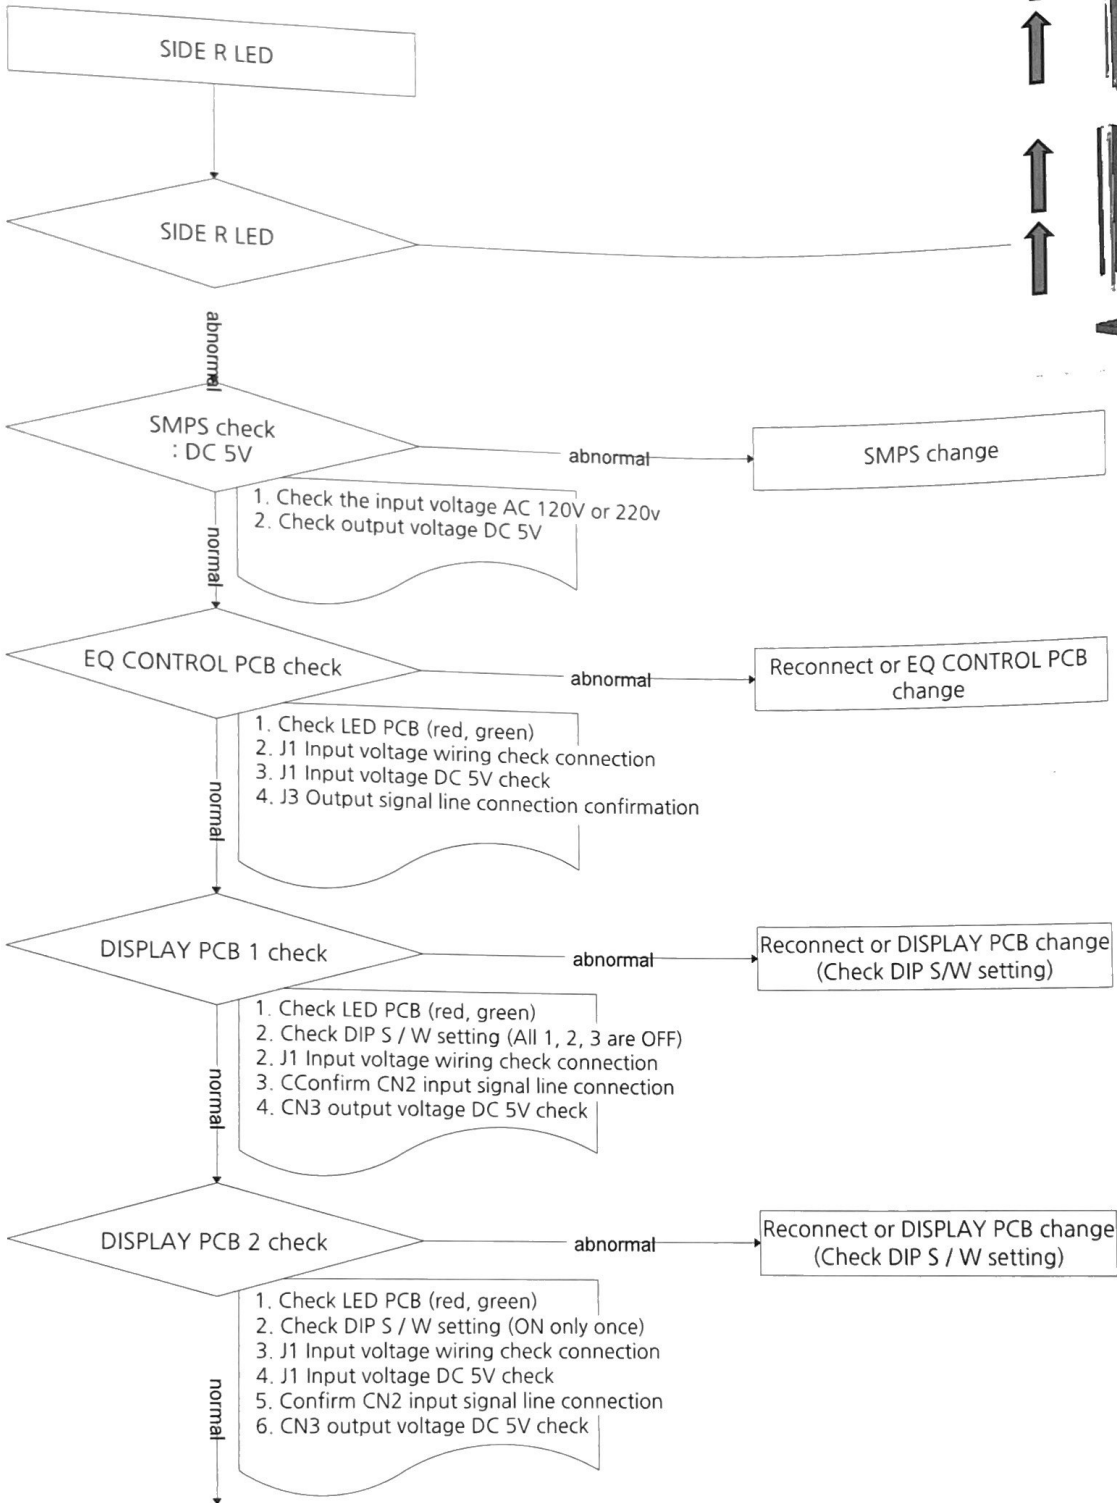 SIDE R LED
SIDE R LED
abnormal
SMPS check
: DC 5V
abnormal
SMPS change
1. Check the input voltage AC 120V or 220v
2. Check output voltage DC 5V
normal
EQ CONTROL PCB check
abnormal
Reconnect or EQ CONTROL PCB
change
1. Check LED PCB (red, green)
2. J1 Input voltage wiring check connection
3. J1 Input voltage DC 5V check
4. J3 Output signal line connection confirmation
normal
DISPLAY PCB 1 check
abnormal
Reconnect or DISPLAY PCB change
(Check DIP S/W setting)
1. Check LED PCB (red, green)
2. Check DIP S / W setting (All 1, 2, 3 are OFF)
2. J1 Input voltage wiring check connection
3. CConfirm CN2 input signal line connection
4. CN3 output voltage DC 5V check
normal
DISPLAY PCB 2 check
abnormal
Reconnect or DISPLAY PCB change
(Check DIP S / W setting)
1. Check LED PCB (red, green)
2. Check DIP S / W setting (ON only once)
3. J1 Input voltage wiring check connection
4. J1 Input voltage DC 5V check
5. Confirm CN2 input signal line connection
6. CN3 output voltage DC 5V check
normal